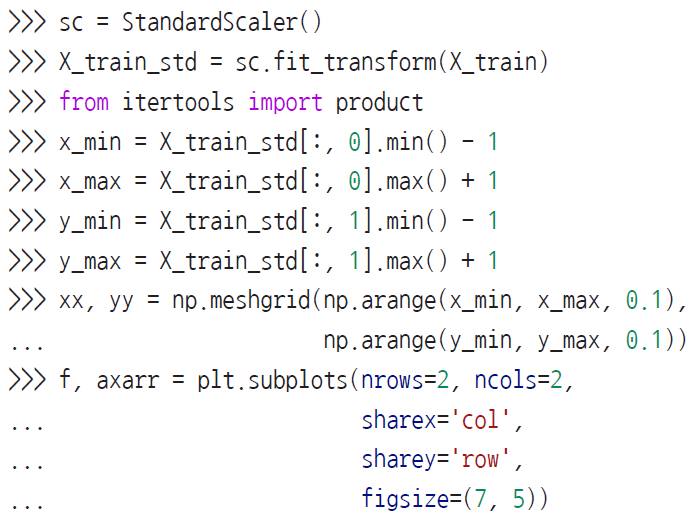 >>> sc = StandardScaler()
>>> X_train_std = sc.fit_transform(X_train)
>>> from itertools import product
>>> x_min = X_train_std[:, 0].min() - 1
>>> x_max = X_train_std[:, 0].max() + 1
>>> y_min = X_train_std[:, 1].min() - 1
>>> y_max = X_train_std[:, 1].max() + 1
>>> xx, yy = np.meshgrid(np.arange(x_min, x_max, 0.1),
...                      np.arange(y_min, y_max, 0.1))
>>> f, axarr = plt.subplots(nrows=2, ncols=2,
...                         sharex='col',
...                         sharey='row',
...                         figsize=(7, 5))